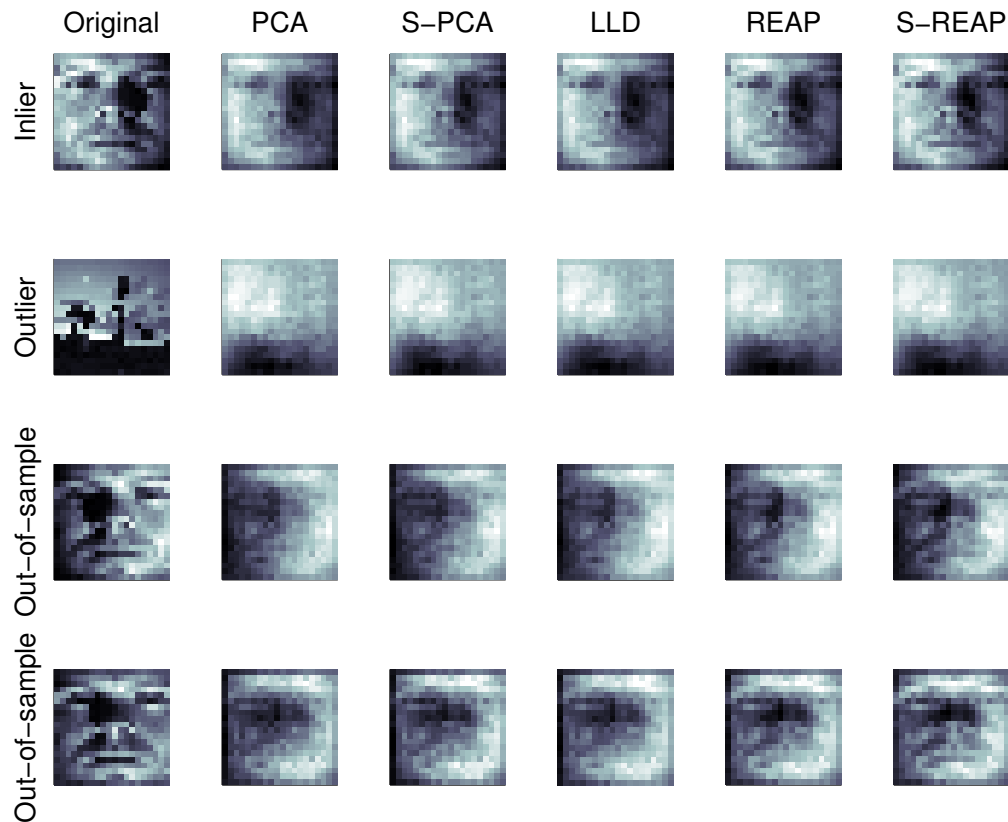 Original PCA S−PCA LLD REAP S−REAP
Inlier
Outlier
Out−of−sample
Out−of−sample